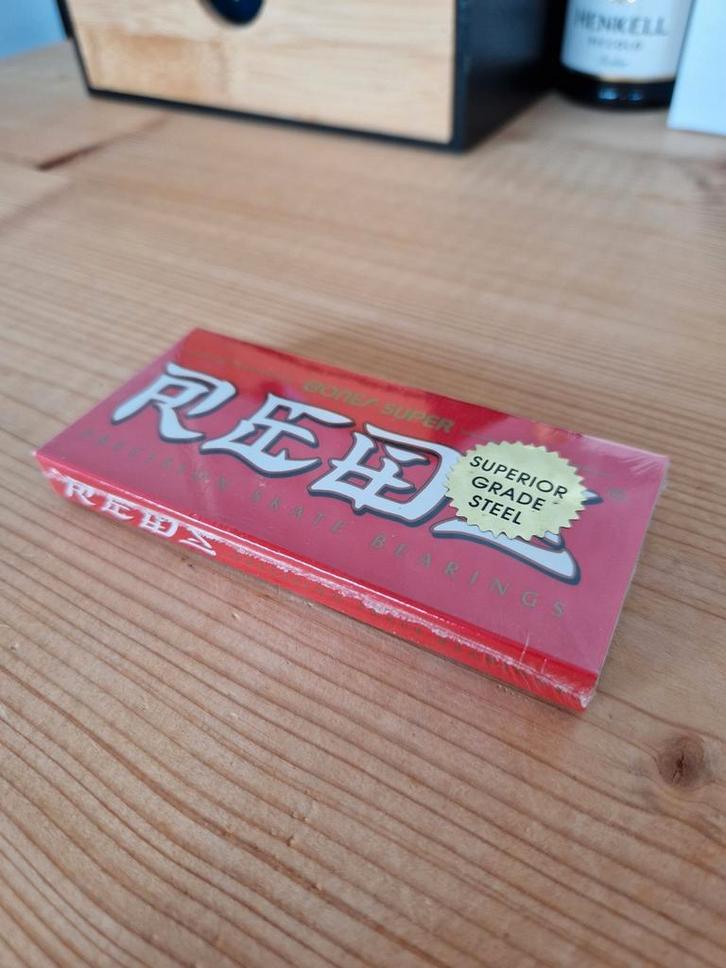 HENKELL
BONES SUPER
REDS
®
SUPERIOR
GRADE
STEEL
PRECISION SKATE BEARINGS
REDS